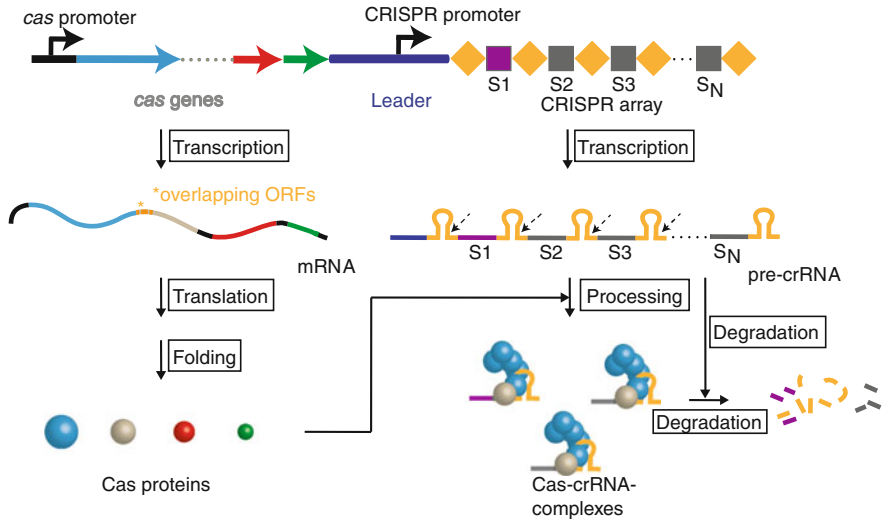 cas promoter
CRISPR promoter
cas genes
Leader
S1
S2
S3
SN
CRISPR array
Transcription
Transcription
*overlapping ORFs
*
mRNA
S1
S2
S3
SN
pre-crRNA
Translation
Processing
Degradation
Folding
Degradation
Cas proteins
Cas-crRNA-
complexes